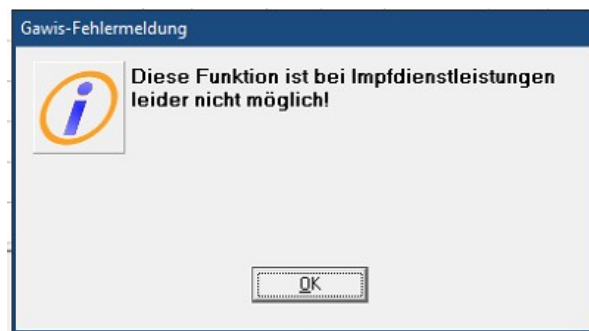 Gawis-Fehlermeldung
Diese Funktion ist bei Impfdienstleistungen
leider nicht möglich!
OK